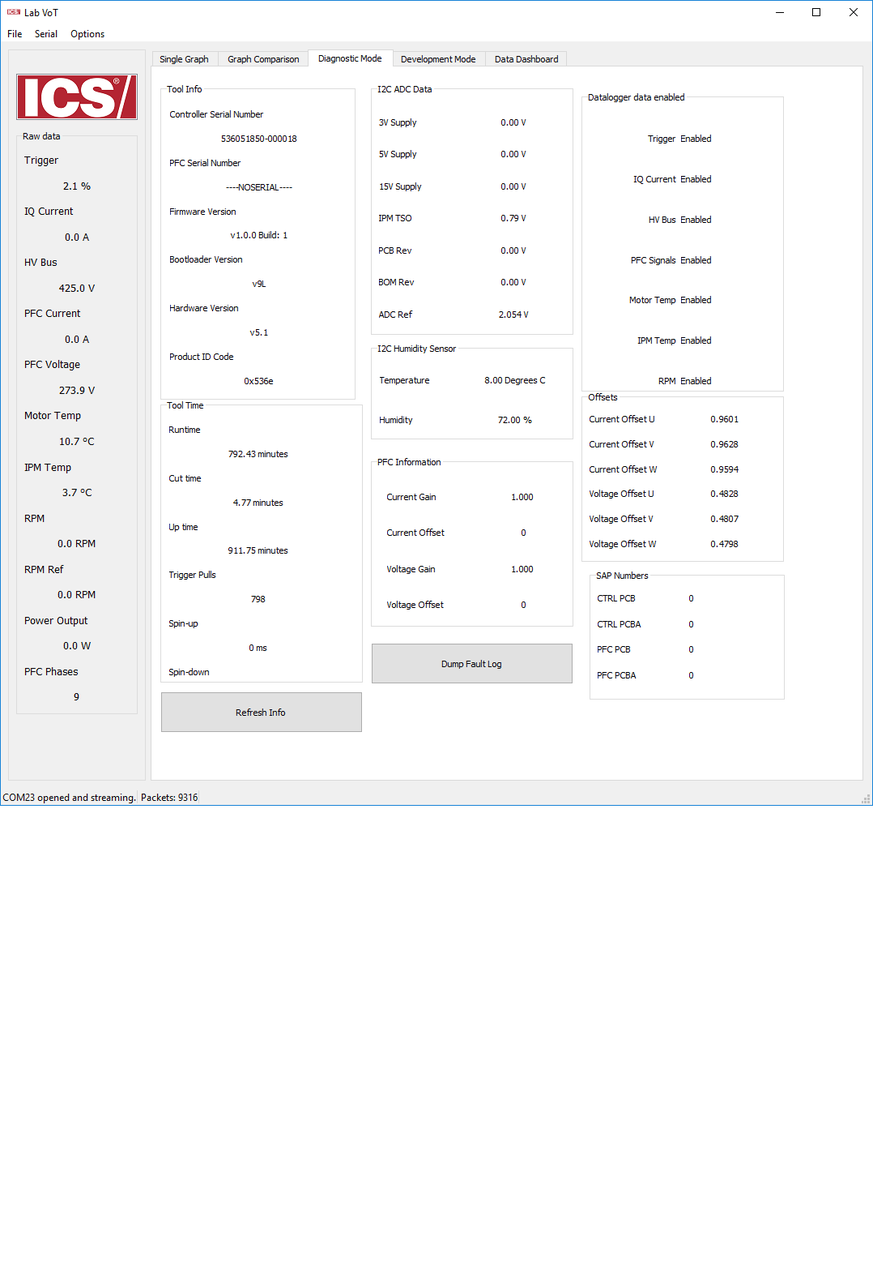 ICS Lab VoT
File Serial Options
ICS®
Raw data
Trigger
2.1 %
IQ Current
0.0 A
HV Bus
425.0 V
PFC Current
0.0 A
PFC Voltage
273.9 V
Motor Temp
10.7 °C
IPM Temp
3.7 °C
RPM
0.0 RPM
RPM Ref
0.0 RPM
Power Output
0.0 W
PFC Phases
9
Single Graph Graph Comparison Diagnostic Mode Development Mode Data Dashboard
Tool Info
Controller Serial Number
536051850-000018
PFC Serial Number
----NOSERIAL----
Firmware Version
v1.0.0 Build: 1
Bootloader Version
v9L
Hardware Version
v5.1
Product ID Code
0x536e
Tool Time
Runtime
792.43 minutes
Cut time
4.77 minutes
Up time
911.75 minutes
Trigger Pulls
798
Spin-up
0 ms
Spin-down
Refresh Info
I2C ADC Data
3V Supply 0.00 V
5V Supply 0.00 V
15V Supply 0.00 V
IPM TSO 0.79 V
PCB Rev 0.00 V
BOM Rev 0.00 V
ADC Ref 2.054 V
I2C Humidity Sensor
Temperature 8.00 Degrees C
Humidity 72.00 %
PFC Information
Current Gain 1.000
Current Offset 0
Voltage Gain 1.000
Voltage Offset 0
Dump Fault Log
Datalogger data enabled
Trigger Enabled
IQ Current Enabled
HV Bus Enabled
PFC Signals Enabled
Motor Temp Enabled
IPM Temp Enabled
RPM Enabled
Offsets
Current Offset U 0.9601
Current Offset V 0.9628
Current Offset W 0.9594
Voltage Offset U 0.4828
Voltage Offset V 0.4807
Voltage Offset W 0.4798
SAP Numbers
CTRL PCB 0
CTRL PCBA 0
PFC PCB 0
PFC PCBA 0
COM23 opened and streaming. Packets: 9316